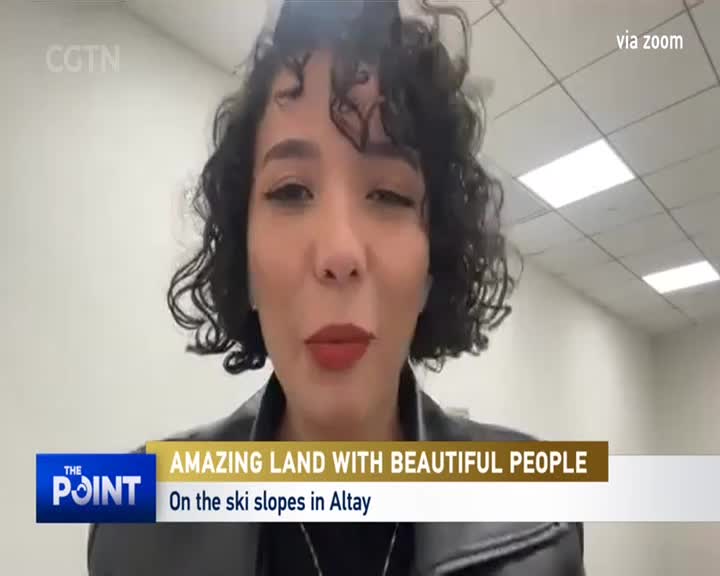 CGTN
via zoom
THE
POINT
AMAZING LAND WITH BEAUTIFUL PEOPLE
On the ski slopes in Altay